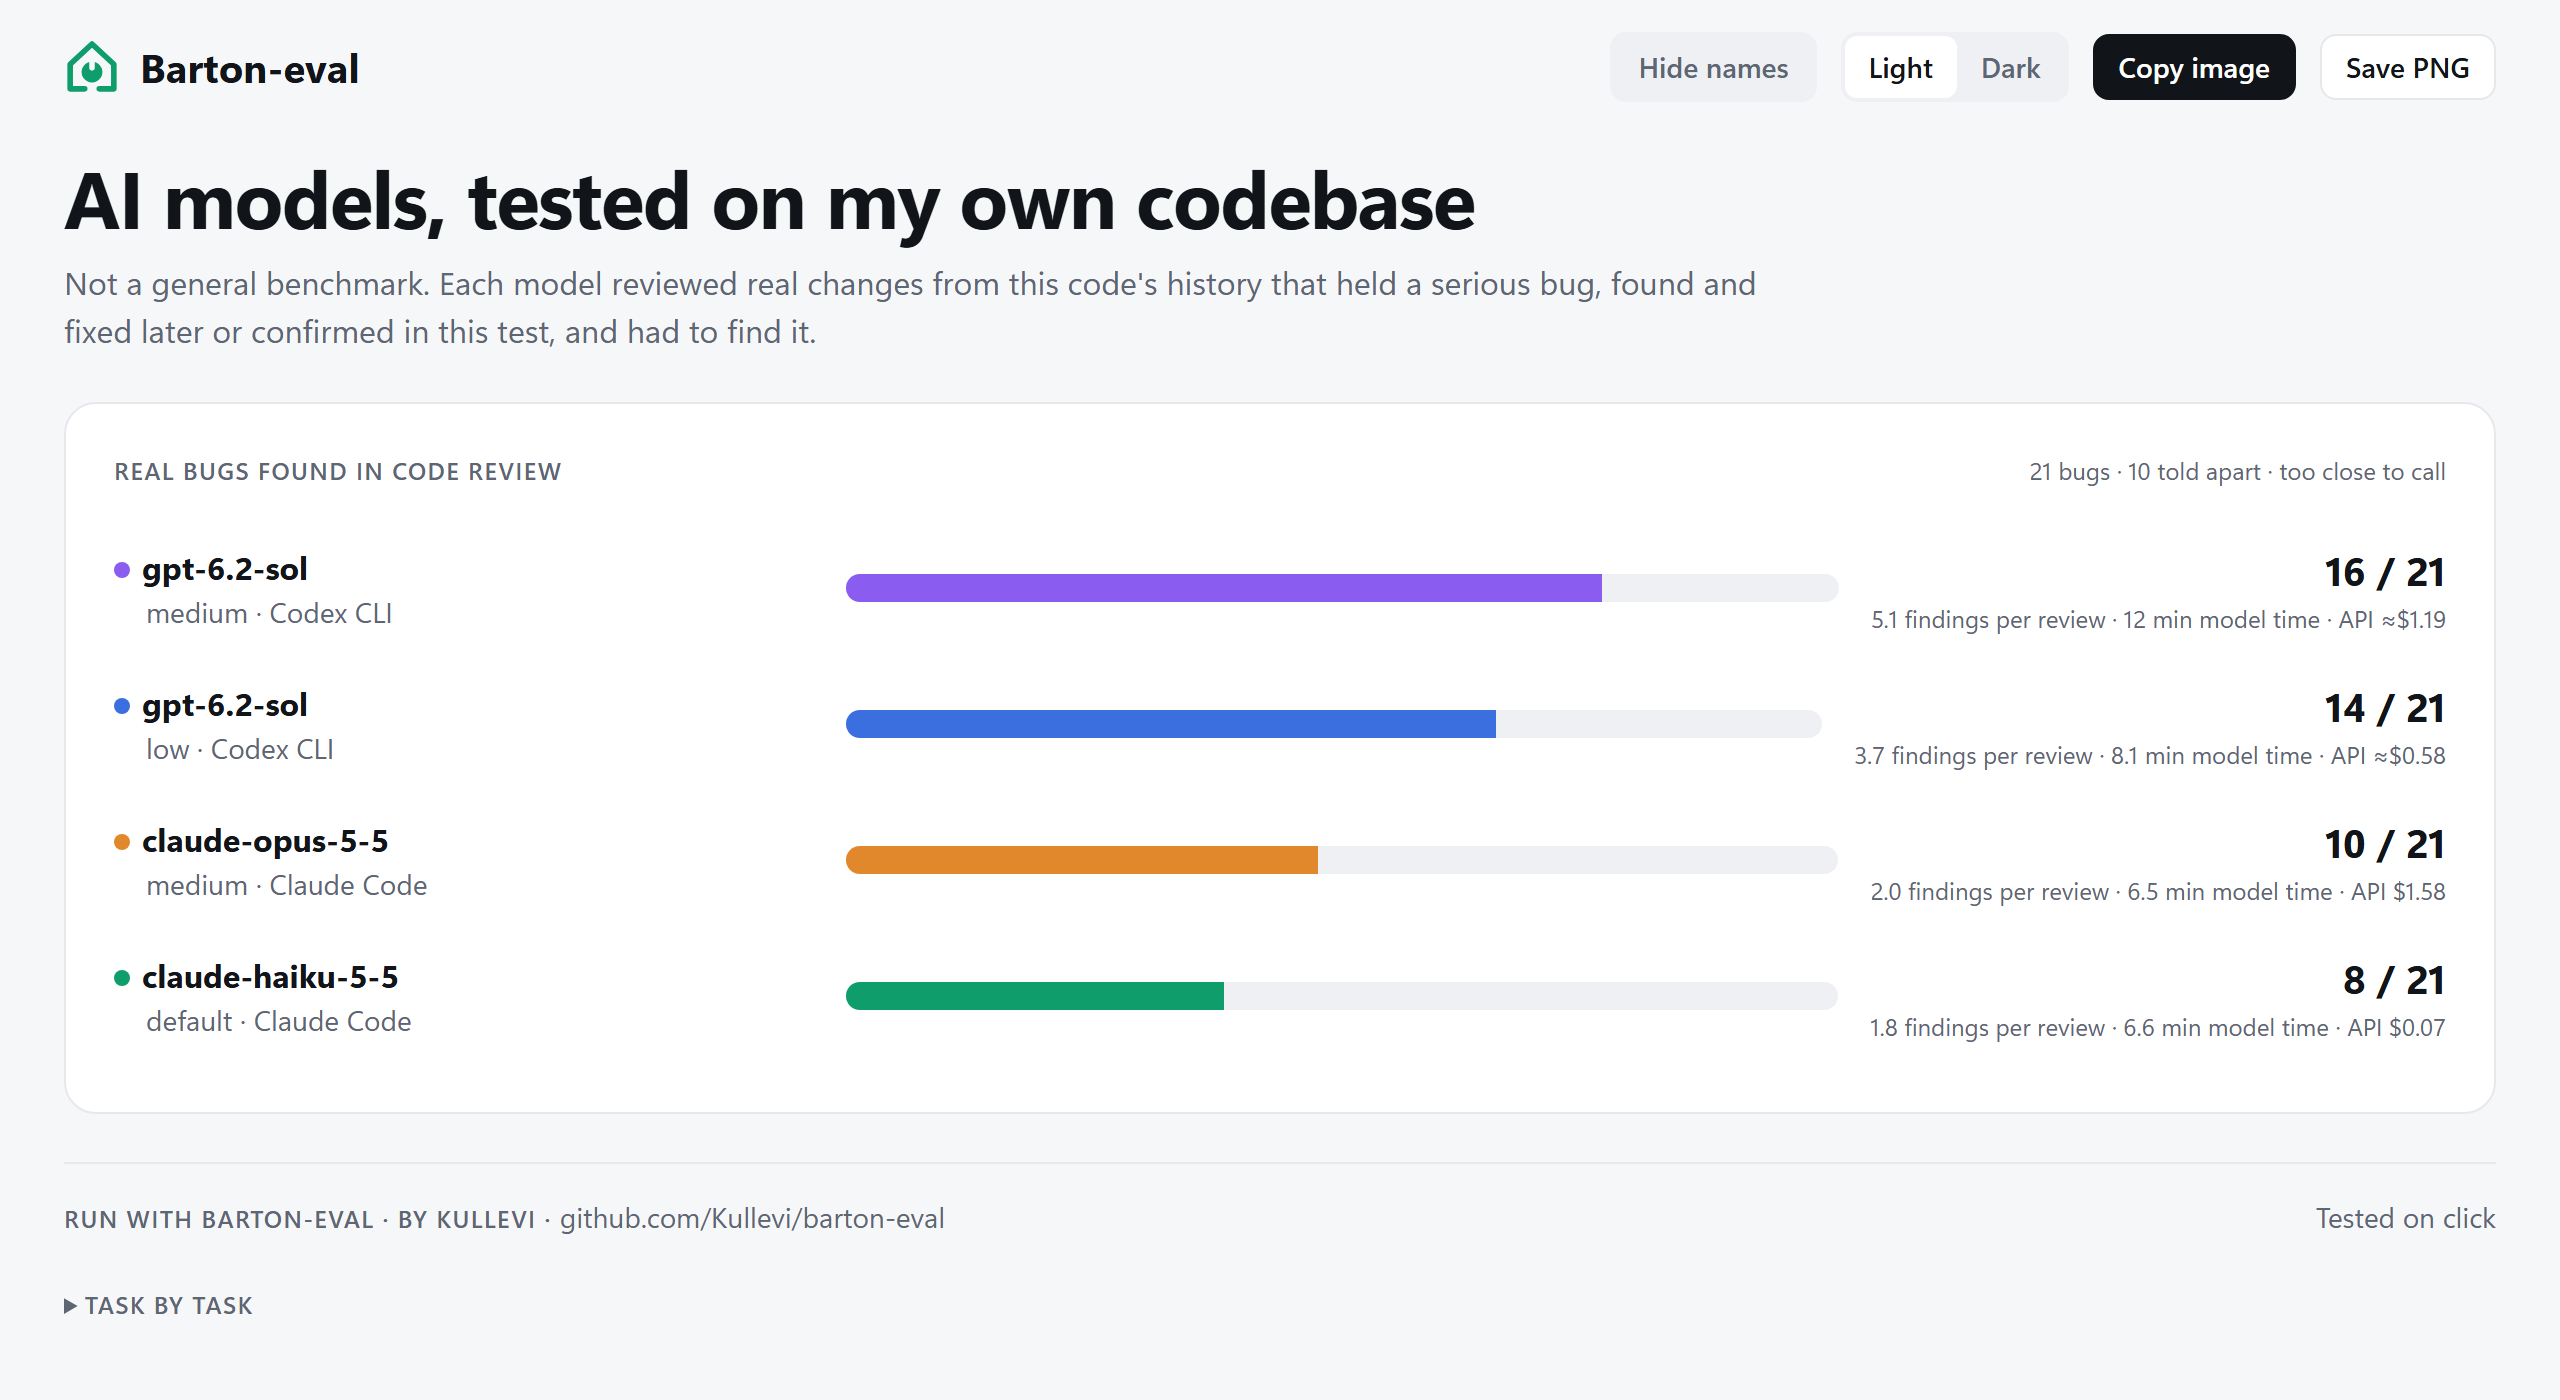 Barton-eval
Hide names
Light
Dark
Copy image
Save PNG
AI models, tested on my own codebase
Not a general benchmark. Each model reviewed real changes from this code's history that held a serious bug, found and
fixed later or confirmed in this test, and had to find it.
REAL BUGS FOUND IN CODE REVIEW
21 bugs · 10 told apart · too close to call
gpt-6.2-sol
medium · Codex CLI
16 / 21
5.1 findings per review · 12 min model time · API ≈$1.19
gpt-6.2-sol
low · Codex CLI
14 / 21
3.7 findings per review · 8.1 min model time · API ≈$0.58
claude-opus-5-5
medium · Claude Code
10 / 21
2.0 findings per review · 6.5 min model time · API $1.58
claude-haiku-5-5
default · Claude Code
8 / 21
1.8 findings per review · 6.6 min model time · API $0.07
RUN WITH BARTON-EVAL · BY KULLEVI · github.com/Kullevi/barton-eval
Tested on click
TASK BY TASK